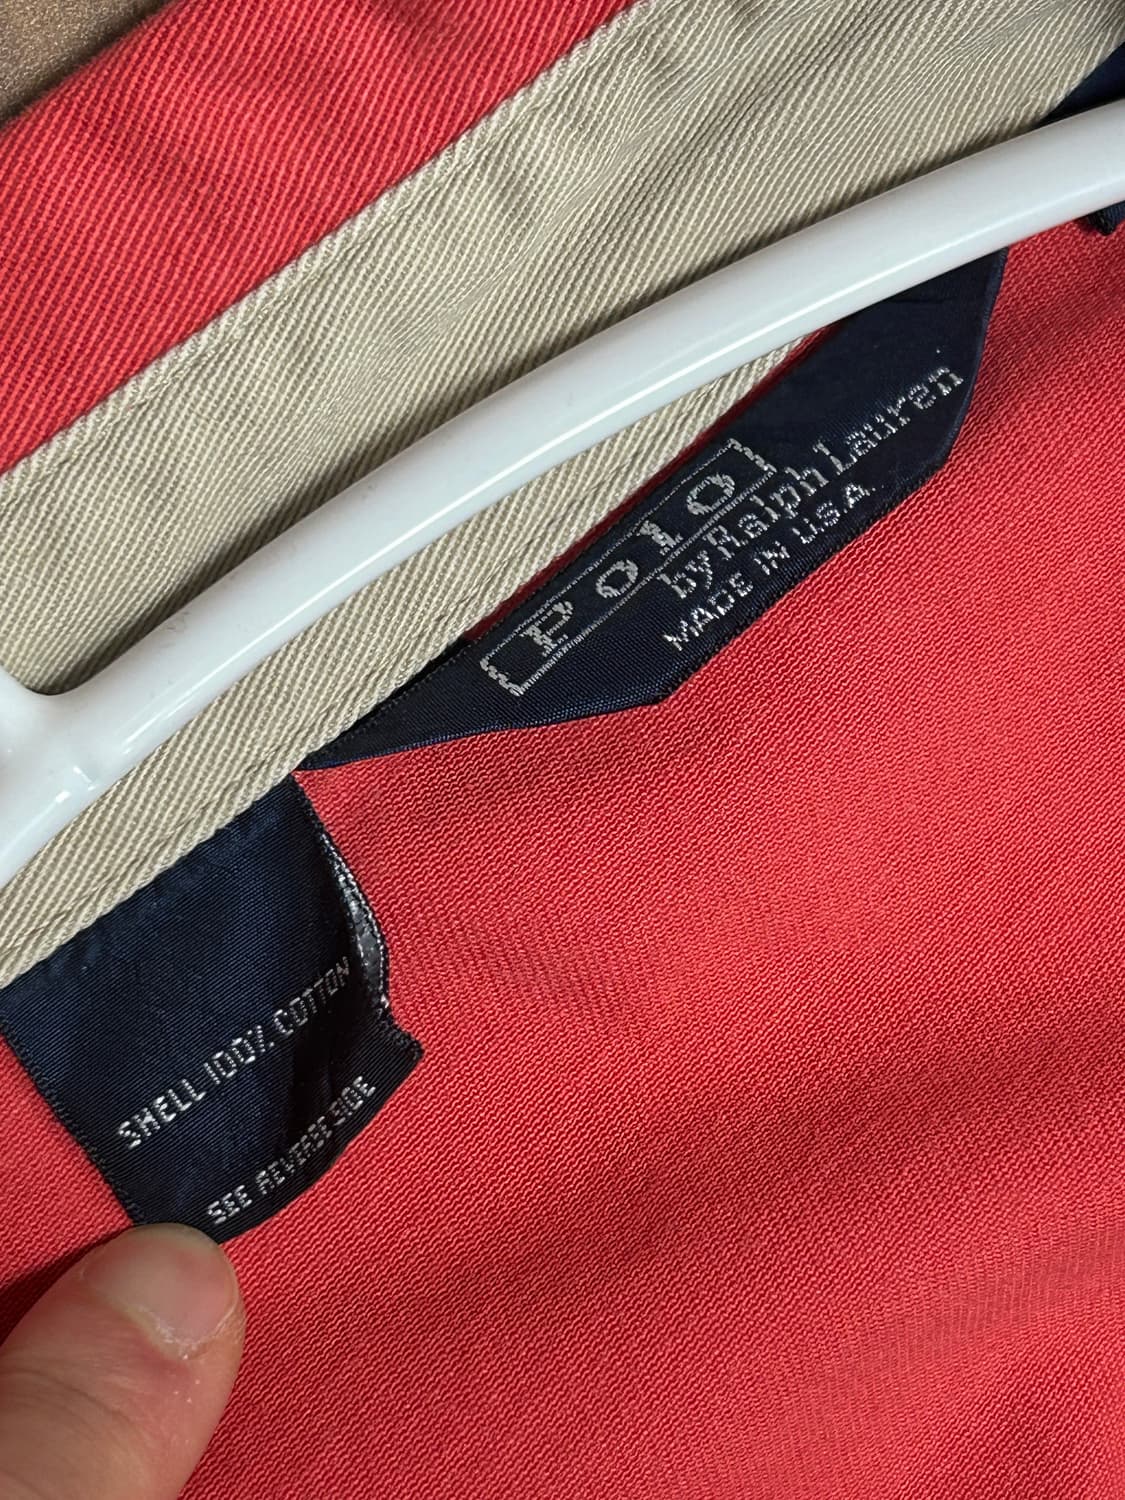 Polo
by Ralph Lauren
MADE IN U.S.A.
SHELL 100% COTTON
SEE REVERSE SIDE